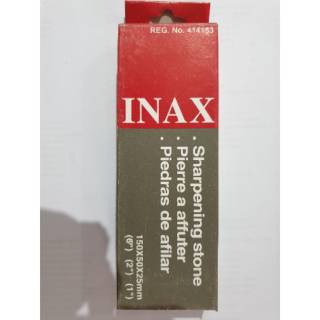 REG. No. 414153
INAX
• Sharpening stone
• Pierre a affuter
• Piedras de afilar
150X50X25mm
(6") (2") (1")